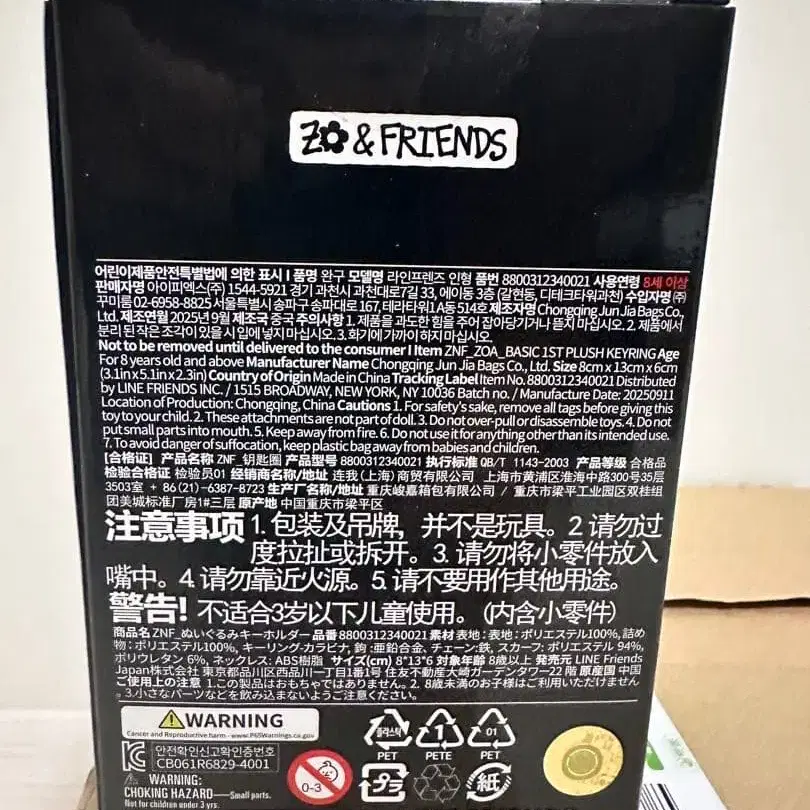 ZO & FRIENDS
어린이제품안전특별법에 의한 표시 I 품명 완구 모델명 라인프렌즈 인형 품번 8800312340021 사용연령 8세 이상
판매자명 아이피엑스(주) 1544-5921 경기 과천시 과천대로7길 33, 에이동 3층 (갈현동, 디테크타워과천) 수입자명 (주)
꾸미룸 02-6958-8825 서울특별시 송파구 송파대로 167, 테라타워1 A동 514호 제조자명 Chongqing Jun Jia Bags Co.,
Ltd. 제조연월 2025년 9월 제조국 중국 주의사항 1. 제품을 과도한 힘을 주어 잡아당기거나 뜯지 마십시오. 2. 제품에서
분리 된 작은 조각이 있을 시 입에 넣지 마십시오. 3. 화기에 가까이 하지 마십시오.
Not to be removed until delivered to the consumer I Item ZNF_ZOA_BASIC 1ST PLUSH KEYRING Age
For 8 years old and above Manufacturer Name Chongqing Jun Jia Bags Co., Ltd. Size 8cm x 13cm x 6cm
(3.1in x 5.1in x 2.3in) Country of Origin Made in China Tracking Label Item No. 8800312340021 Distributed
by LINE FRIENDS INC. / 1515 BROADWAY, NEW YORK, NY 10036 Batch no. / Manufacture Date: 20250911
Location of Production: Chongqing, China Cautions 1. For safety's sake, remove all tags before giving this
toy to your child. 2. These attachments are not part of doll. 3. Do not over-pull or disassemble toys. 4. Do not
put small parts into mouth. 5. Keep away from fire. 6. Do not use it for anything other than its intended use.
7. To avoid danger of suffocation, keep plastic bag away from babies and children.
[合格证] 产品名称 ZNF_钥匙圈 产品型号 8800312340021 执行标准 QB/T 1143-2003 产品等级 合格品
检验合格证 检验员01 经销商名称/地址 连我(上海)商贸有限公司 上海市黄浦区淮海中路300号35层
3503室 + 86(21)-6387-8723 生产厂名称/地址 重庆峻嘉箱包有限公司 / 重庆市梁平工业园区双桂组
团美城标准厂房1#三层 原产地 中国重庆市梁平区
注意事项 1. 包装及吊牌，并不是玩具。2. 请勿过
度拉扯或拆开。3. 请勿将小零件放入
嘴中。4. 请勿靠近火源。5. 请不要用作其他用途。
警告! 不适合3岁以下儿童使用。(内含小零件)
商品名 ZNF_ぬいぐるみキーホルダー 品番 8800312340021 素材 表地 : 表地 : ポリエステル100%, 詰め
物 : ポリエステル100%, キーリング・カラビナ, 鉤 : 亜鉛合金, チェーン:鉄, スカーフ: ポリエステル 94%,
ポリウレタン 6%, ネックレス: ABS樹脂 サイズ(cm) 8*13*6 対象年齢 8歳以上 発売元 LINE Friends
Japan株式会社 東京都品川区西品川一丁目1番1号 住友不動産大崎ガーデンタワー22階 原産国 中国
ご使用上の注意 1. この製品はおもちゃではありません。2. 8歳未満のお子様はご利用いただけません
。3. 小さなパーツなどを飲み込まないようご注意ください。
WARNING
Cancer and Reproductive harm - www.P65Warnings.ca.gov
안전확인신고확인증번호
CB061R6829-4001
WARNING:
CHOKING HAZARD—Small parts.
Not for children under 3 yrs.
0-3
플라스틱
PET
1
PETE
01
PET
プラ
紙